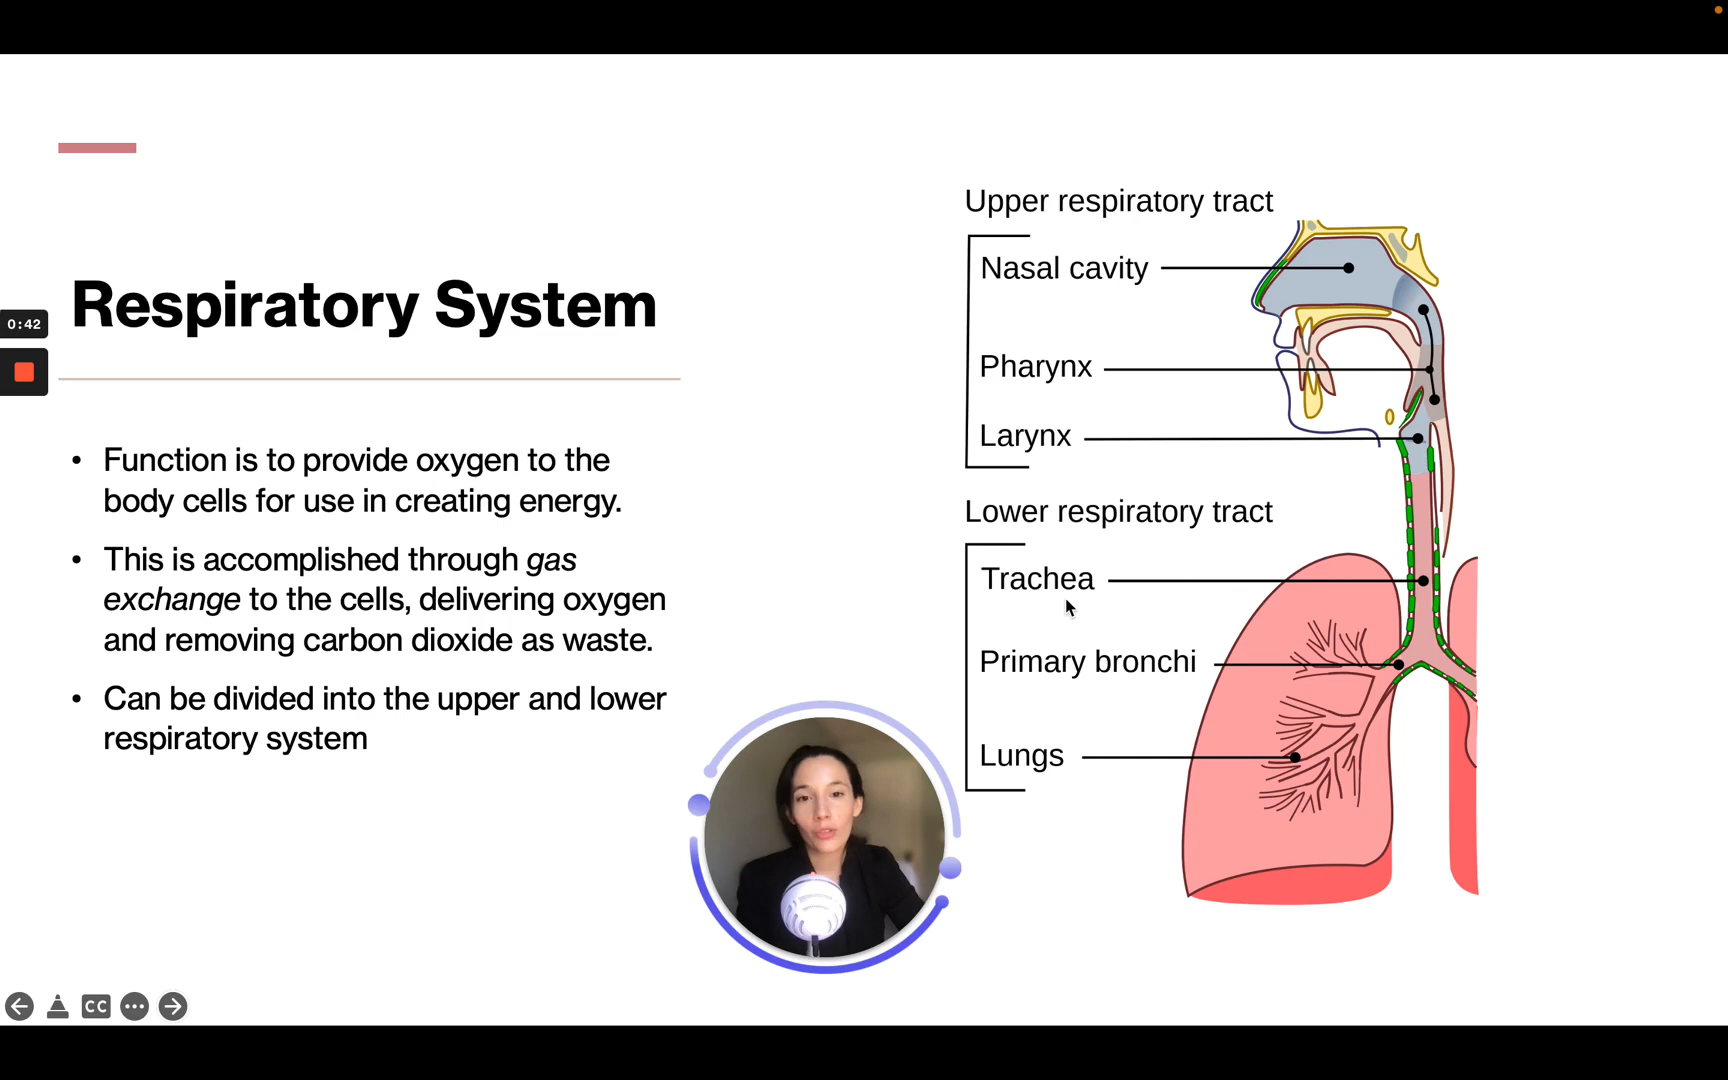 Respiratory System
0:42
• Function is to provide oxygen to the
body cells for use in creating energy.
• This is accomplished through gas
exchange to the cells, delivering oxygen
and removing carbon dioxide as waste.
• Can be divided into the upper and lower
respiratory system
Upper respiratory tract
Nasal cavity
Pharynx
Larynx
Lower respiratory tract
Trachea
Primary bronchi
Lungs
CC